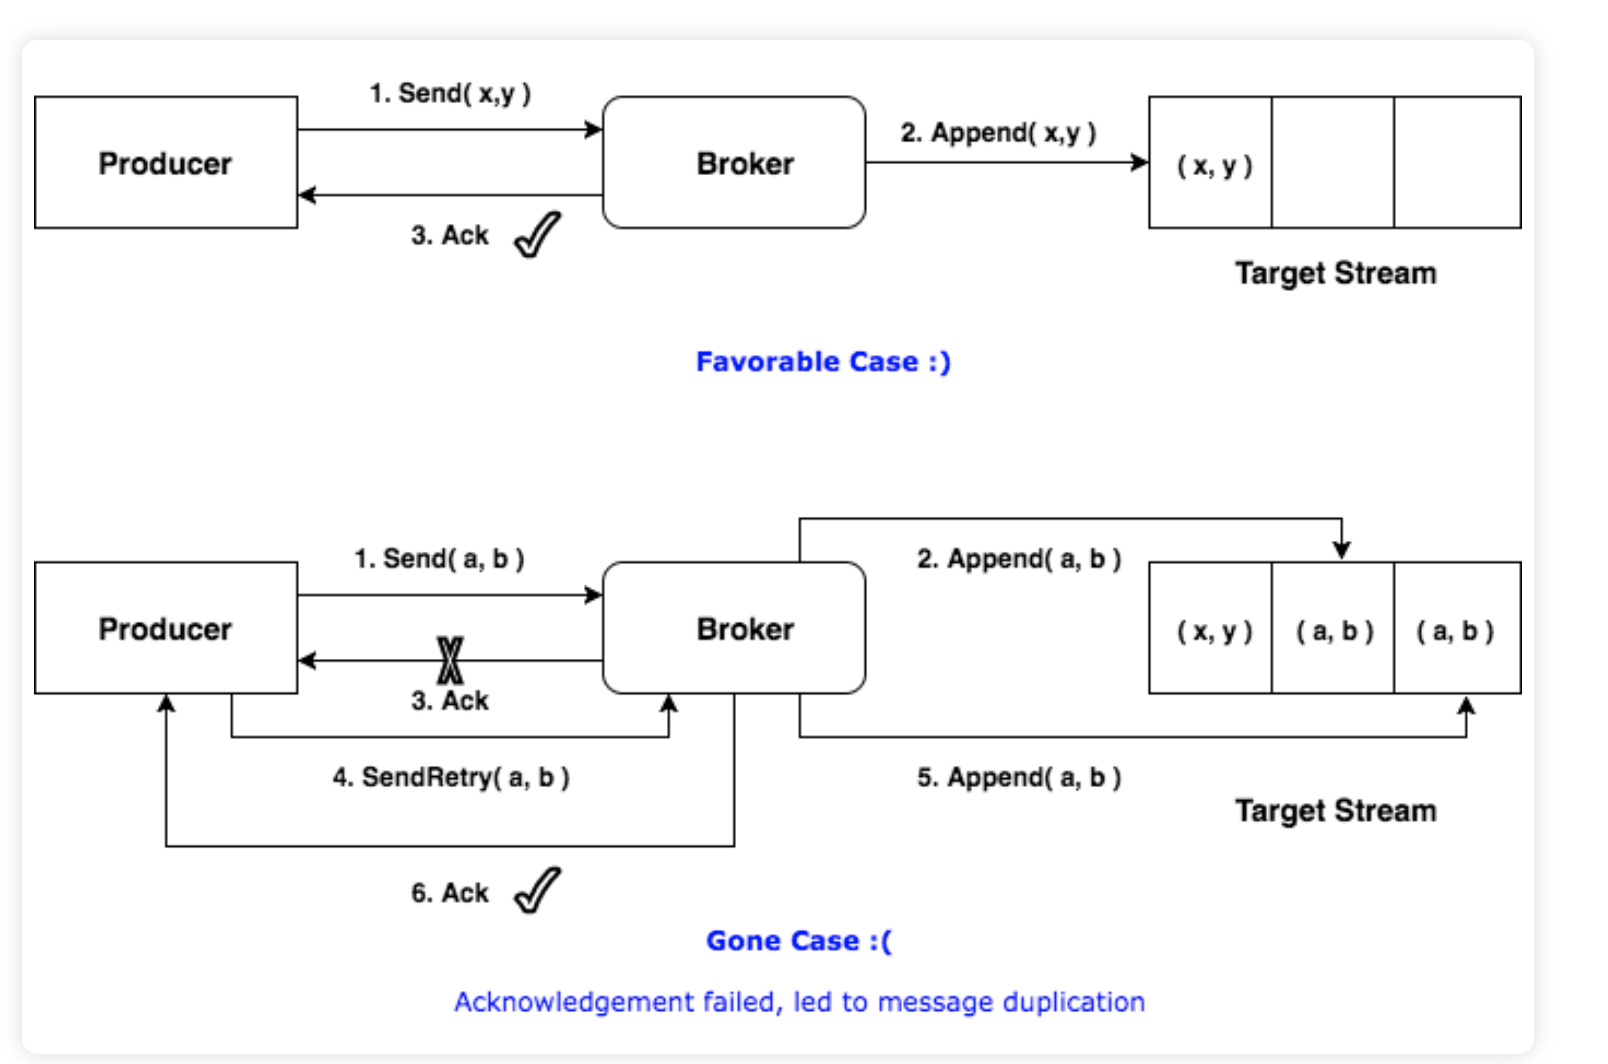 1. Send( x,y )
Producer
Broker
2. Append( x,y )
( x, y )
3. Ack
Target Stream
Favorable Case :)
1. Send( a, b )
2. Append( a, b )
Producer
Broker
( x, y )
( a, b )
( a, b )
3. Ack
4. SendRetry( a, b )
5. Append( a, b )
Target Stream
6. Ack
Gone Case :(
Acknowledgement failed, led to message duplication